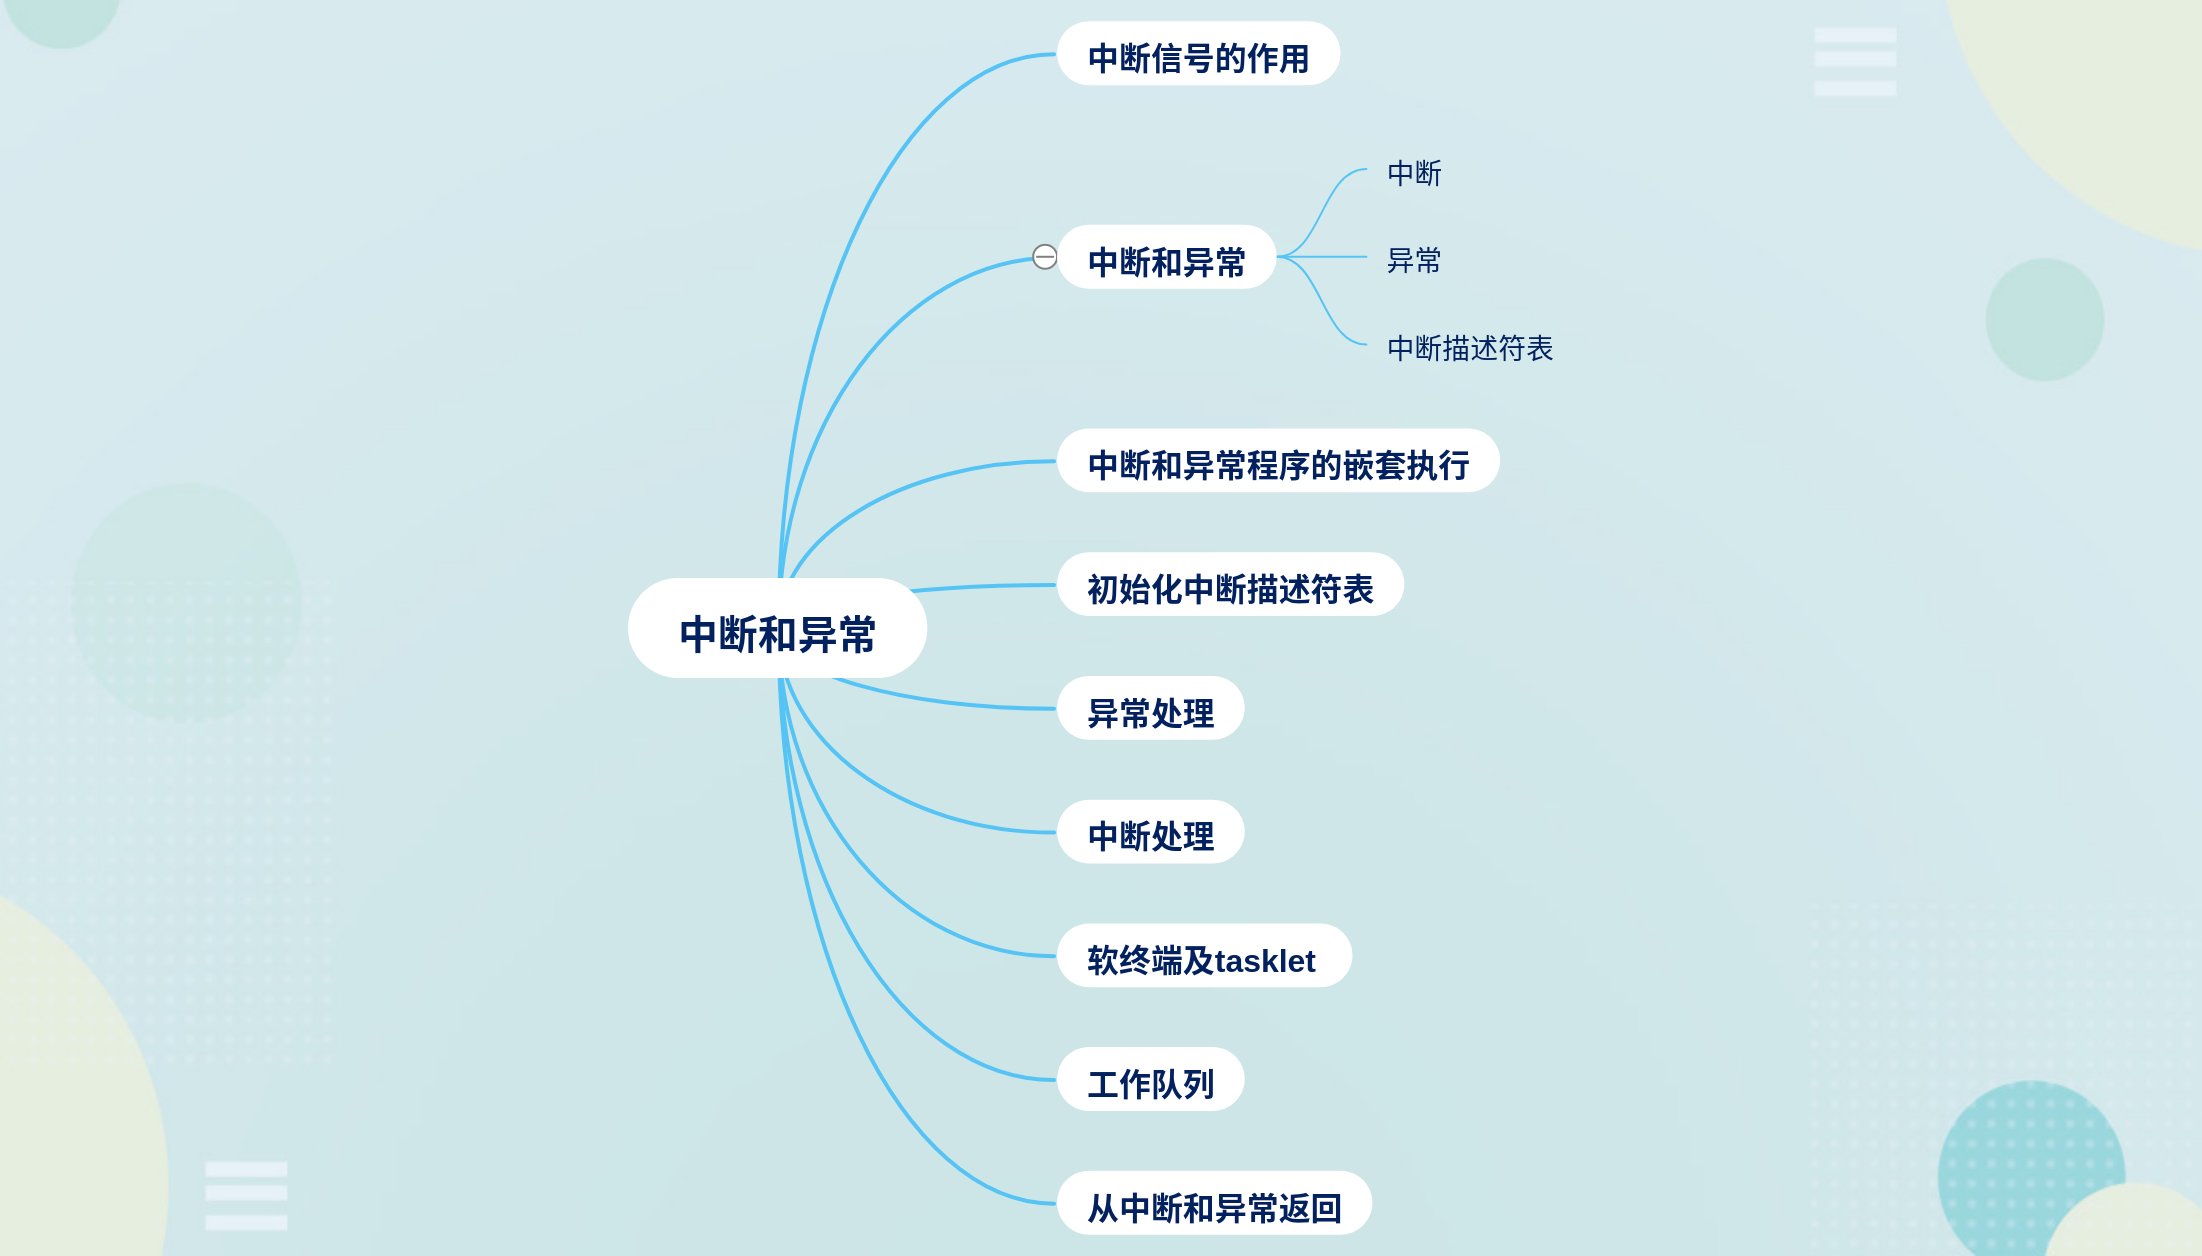 中断和异常
中断信号的作用
中断和异常
中断
异常
中断描述符表
中断和异常程序的嵌套执行
初始化中断描述符表
异常处理
中断处理
软终端及tasklet
工作队列
从中断和异常返回